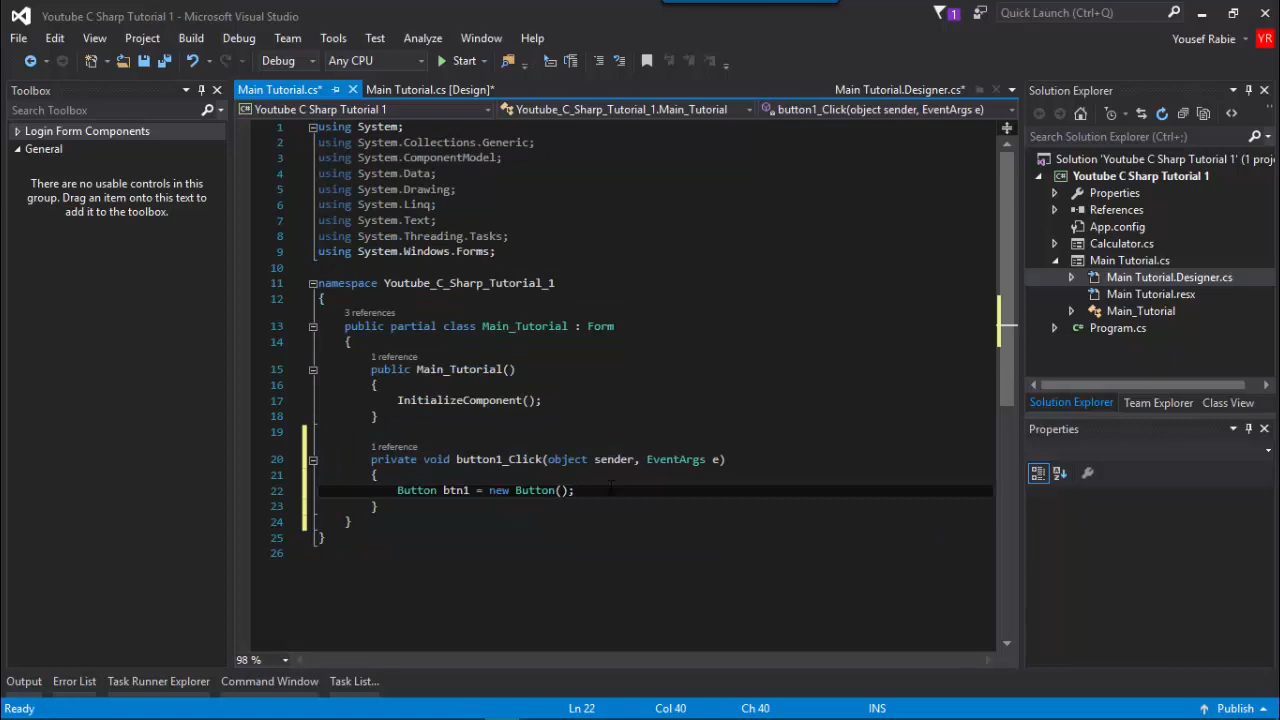 Youtube C Sharp Tutorial 1 - Microsoft Visual Studio
1
Quick Launch (Ctrl+Q)
File Edit View Project Build Debug Team Tools Test Analyze Window Help
Yousef Rabie YR
Debug Any CPU Start
Toolbox
Search Toolbox
Login Form Components
General
There are no usable controls in this
group. Drag an item onto this text to
add it to the toolbox.
Main Tutorial.cs* Main Tutorial.cs [Design]* Main Tutorial.Designer.cs*
Youtube C Sharp Tutorial 1 Youtube_C_Sharp_Tutorial_1.Main_Tutorial button1_Click(object sender, EventArgs e)
1 using System;
2 using System.Collections.Generic;
3 using System.ComponentModel;
4 using System.Data;
5 using System.Drawing;
6 using System.Linq;
7 using System.Text;
8 using System.Threading.Tasks;
9 using System.Windows.Forms;
10
11 namespace Youtube_C_Sharp_Tutorial_1
12 {
3 references
13 public partial class Main_Tutorial : Form
14 {
1 reference
15 public Main_Tutorial()
16 {
17 InitializeComponent();
18 }
19
1 reference
20 private void button1_Click(object sender, EventArgs e)
21 {
22 Button btn1 = new Button();
23 }
24 }
25 }
26
98 %
Solution Explorer
Search Solution Explorer (Ctrl+;)
Solution 'Youtube C Sharp Tutorial 1' (1 proj
Youtube C Sharp Tutorial 1
Properties
References
App.config
Calculator.cs
Main Tutorial.cs
Main Tutorial.Designer.cs
Main Tutorial.resx
Main_Tutorial
Program.cs
Solution Explorer Team Explorer Class View
Properties
Output Error List Task Runner Explorer Command Window Task List...
Ready Ln 22 Col 40 Ch 40 INS Publish